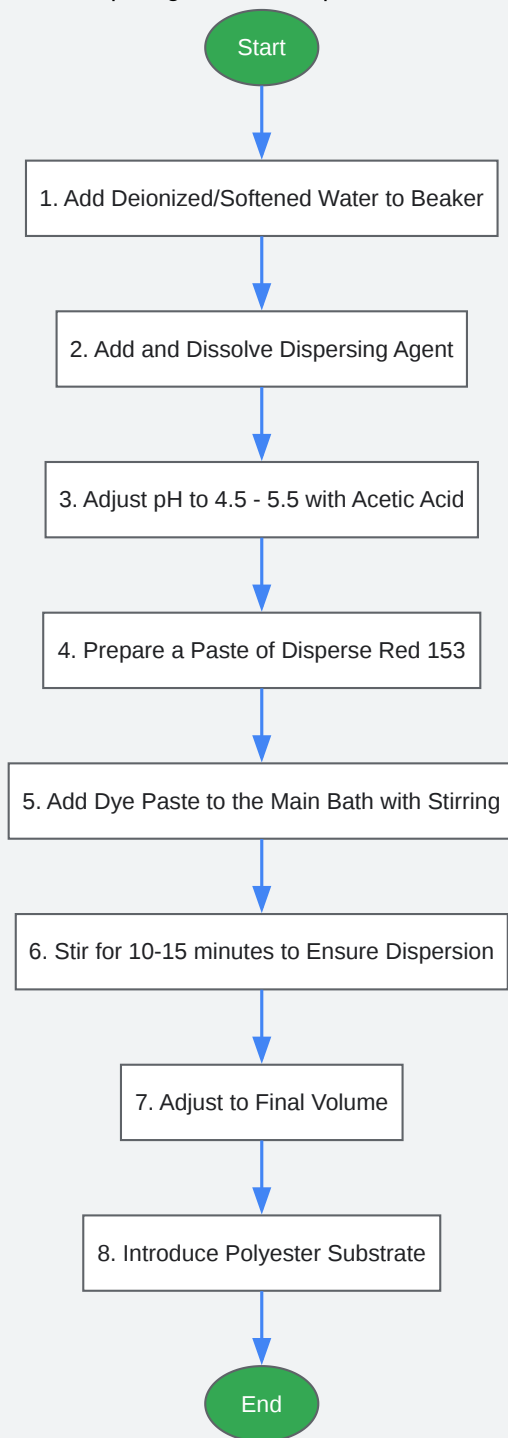 Start
1. Add Deionized/Softened Water to Beaker
2. Add and Dissolve Dispersing Agent
3. Adjust pH to 4.5 - 5.5 with Acetic Acid
4. Prepare a Paste of Disperse Red 153
5. Add Dye Paste to the Main Bath with Stirring
6. Stir for 10-15 minutes to Ensure Dispersion
7. Adjust to Final Volume
8. Introduce Polyester Substrate
End